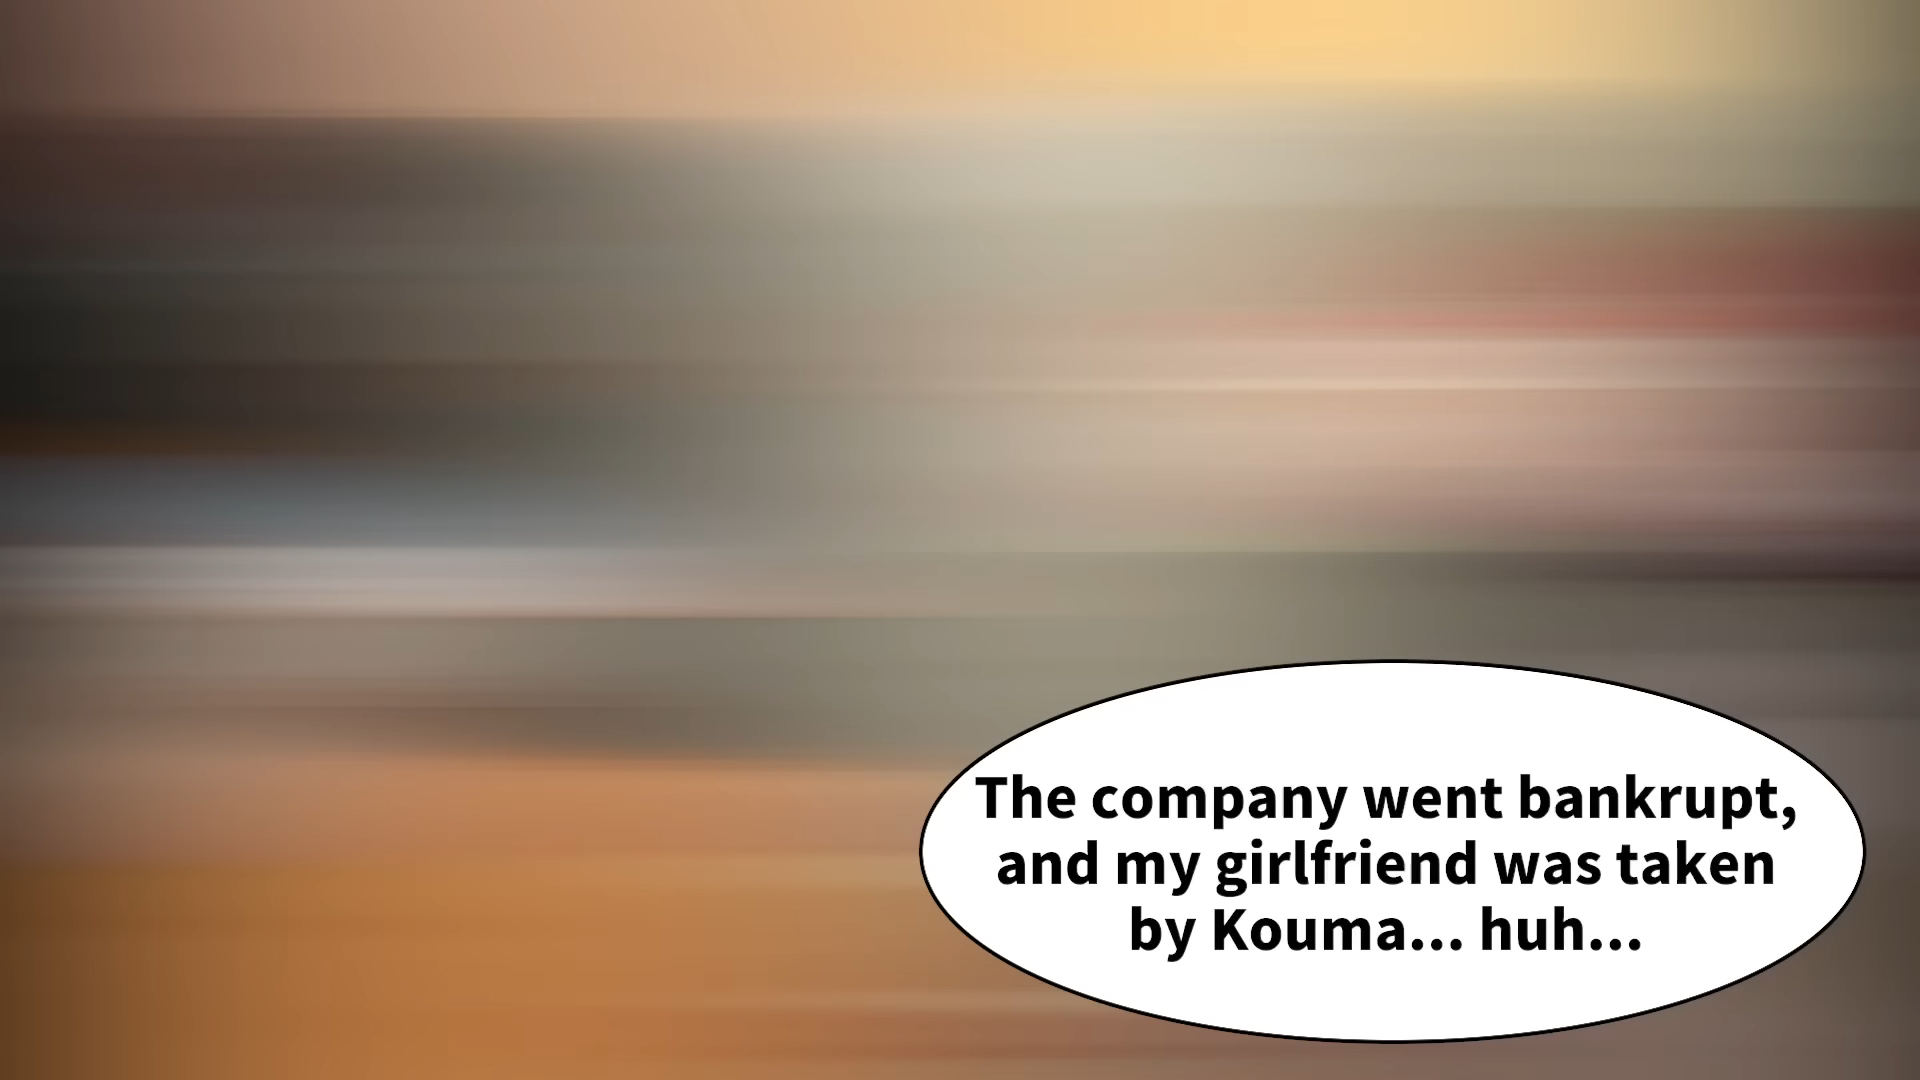 The company went bankrupt,
and my girlfriend was taken
by Kouma... huh...